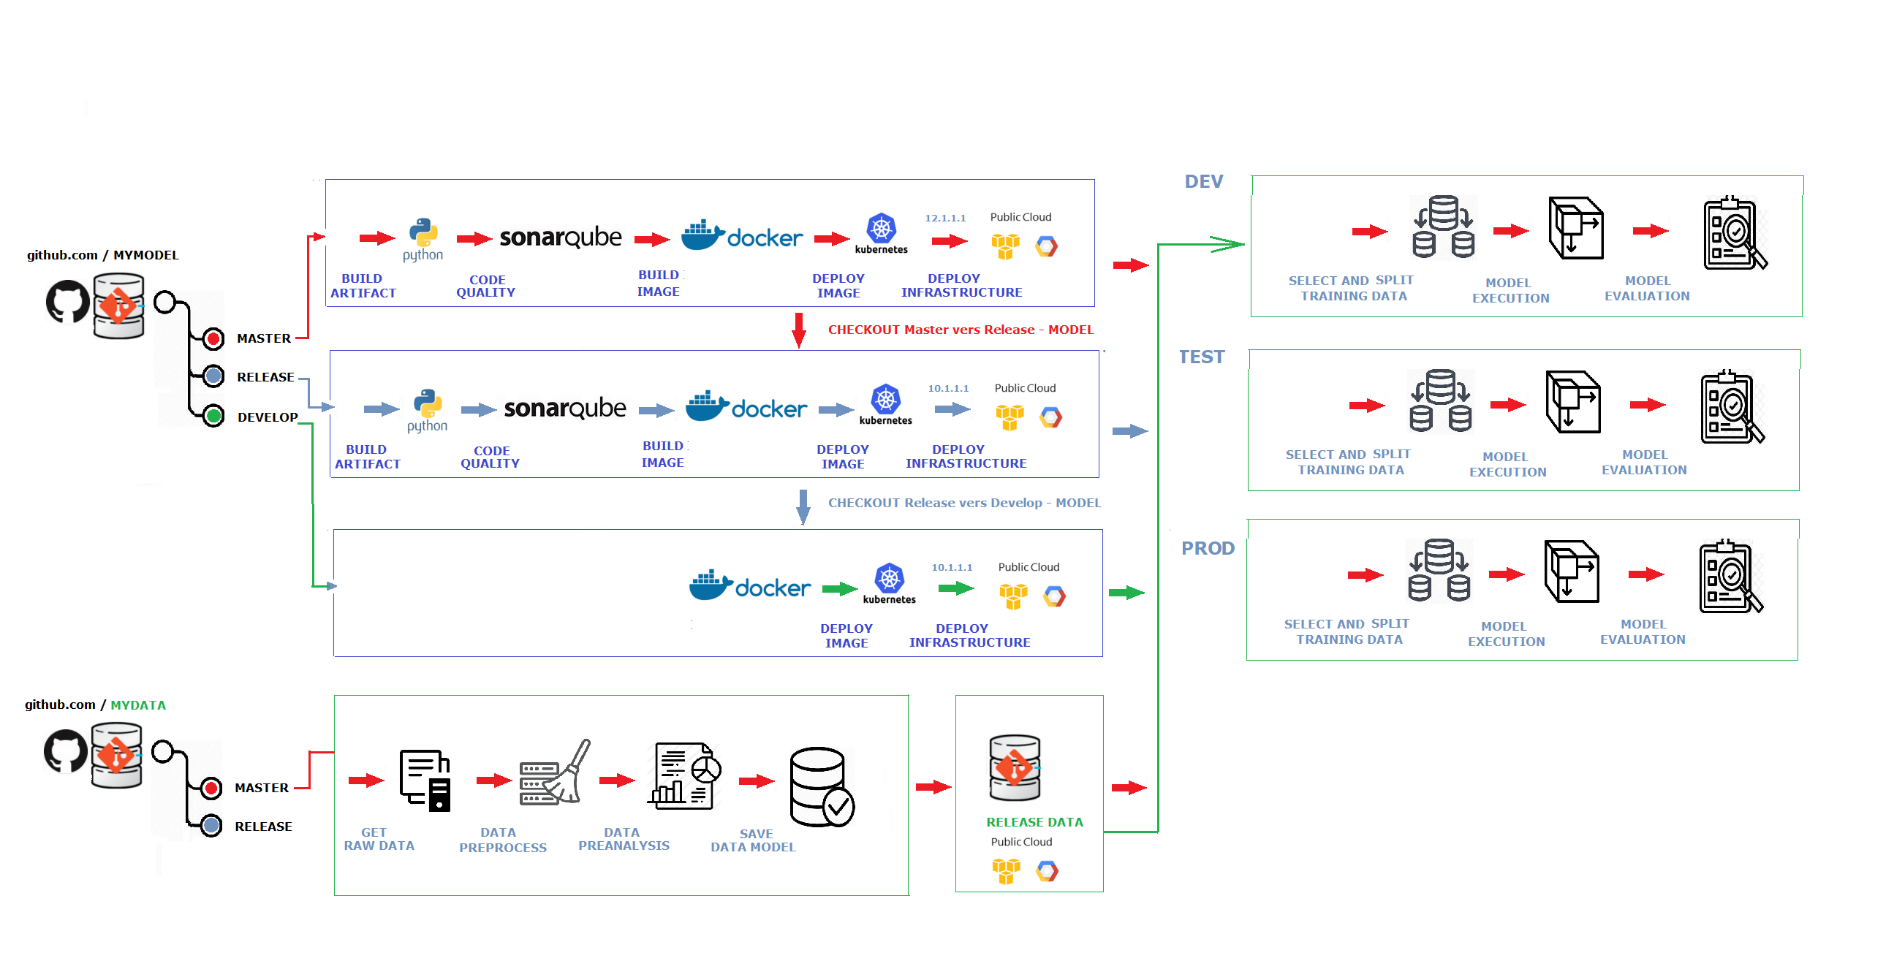 github.com / MYMODEL
MASTER
RELEASE
DEVELOP
python
sonarqube
docker
kubernetes
12.1.1.1
Public Cloud
BUILD
ARTIFACT
CODE
QUALITY
BUILD
IMAGE
DEPLOY
IMAGE
DEPLOY
INFRASTRUCTURE
CHECKOUT Master vers Release - MODEL
python
sonarqube
docker
kubernetes
10.1.1.1
Public Cloud
BUILD
ARTIFACT
CODE
QUALITY
BUILD
IMAGE
DEPLOY
IMAGE
DEPLOY
INFRASTRUCTURE
CHECKOUT Release vers Develop - MODEL
docker
kubernetes
10.1.1.1
Public Cloud
DEPLOY
IMAGE
DEPLOY
INFRASTRUCTURE
DEV
SELECT AND SPLIT
TRAINING DATA
MODEL
EXECUTION
MODEL
EVALUATION
TEST
SELECT AND SPLIT
TRAINING DATA
MODEL
EXECUTION
MODEL
EVALUATION
PROD
SELECT AND SPLIT
TRAINING DATA
MODEL
EXECUTION
MODEL
EVALUATION
github.com / MYDATA
MASTER
RELEASE
GET
RAW DATA
DATA
PREPROCESS
DATA
PREANALYSIS
SAVE
DATA MODEL
RELEASE DATA
Public Cloud